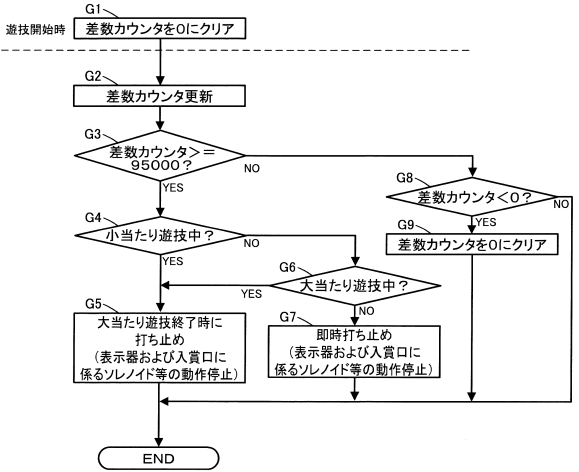 G1
遊技開始時
差数カウンタを0にクリア
G2
差数カウンタ更新
G3
差数カウンタ>=
95000?
NO
YES
G8
差数カウンタ<0?
NO
YES
G4
小当たり遊技中?
NO
YES
G9
差数カウンタを0にクリア
G6
大当たり遊技中?
YES
NO
G5
大当たり遊技終了時に
打ち止め
(表示器および入賞口に
係るソレノイド等の動作停止)
G7
即時打ち止め
(表示器および入賞口に
係るソレノイド等の動作停止)
END